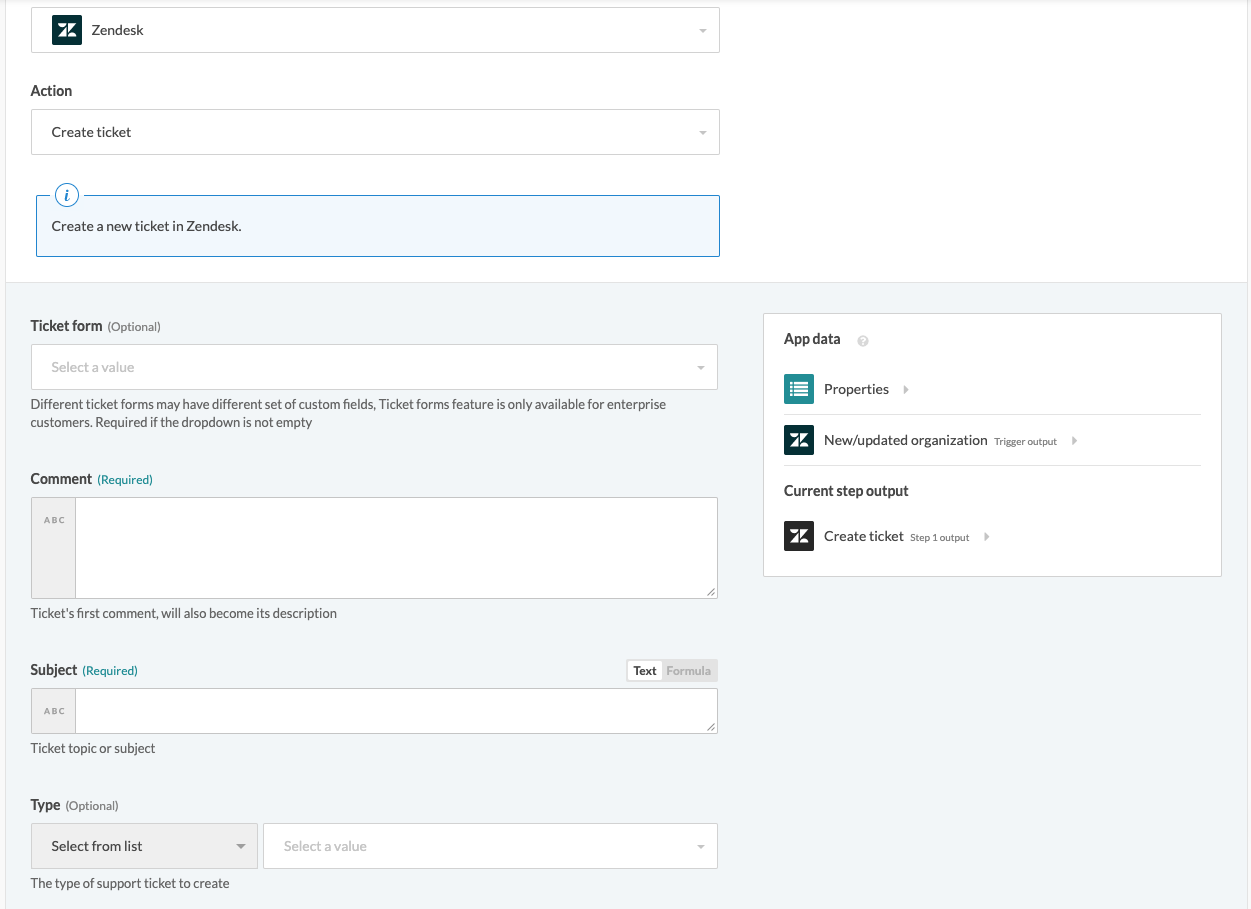 Zendesk
Action
Create ticket
i
Create a new ticket in Zendesk.
Ticket form (Optional)
Select a value
Different ticket forms may have different set of custom fields, Ticket forms feature is only available for enterprise
customers. Required if the dropdown is not empty
Comment (Required)
ABC
Ticket's first comment, will also become its description
Subject (Required)
Text Formula
ABC
Ticket topic or subject
Type (Optional)
Select from list
Select a value
The type of support ticket to create
App data ?
Properties
New/updated organization Trigger output
Current step output
Create ticket Step 1 output